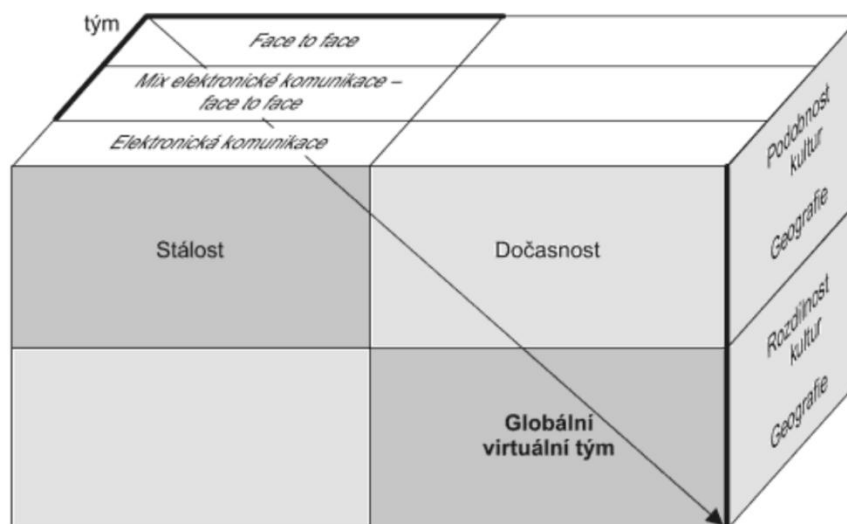 tým
Face to face
Mix elektronické komunikace –
face to face
Elektronická komunikace
Stálost
Dočasnost
Globální
virtuální tým
Podobnost
kultur
Geografie
Rozdílnost
kultur
Geografie